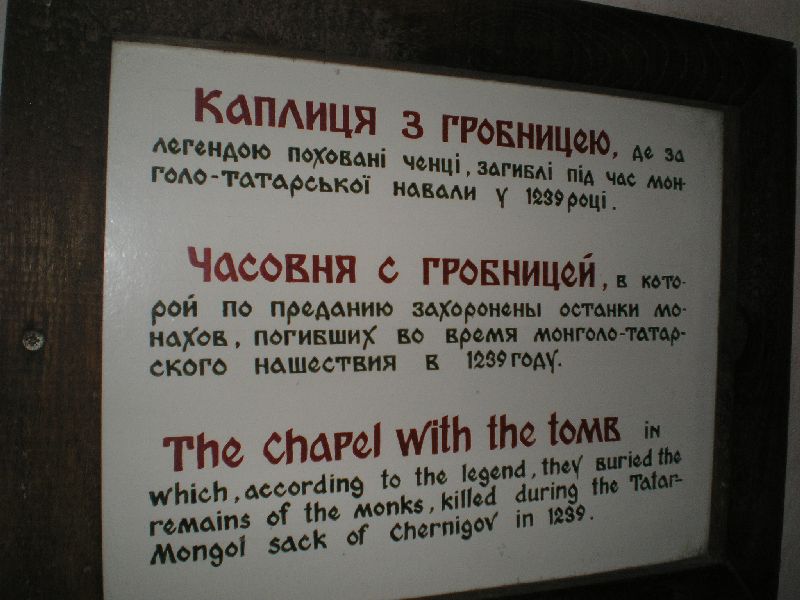 Каплиця з гробницею, де за
легендою поховані ченці, загиблі під час мон-
голо-татарської навали у 1239 році.
Часовня с гробницей, в кото-
рой по преданию захоронены останки мо-
нахов, погибших во время монголо-татар-
ского нашествия в 1239 году.
The chapel with the tomb in
which, according to the legend, they buried the
remains of the monks, killed during the Tatar-
Mongol sack of Chernigov in 1239.